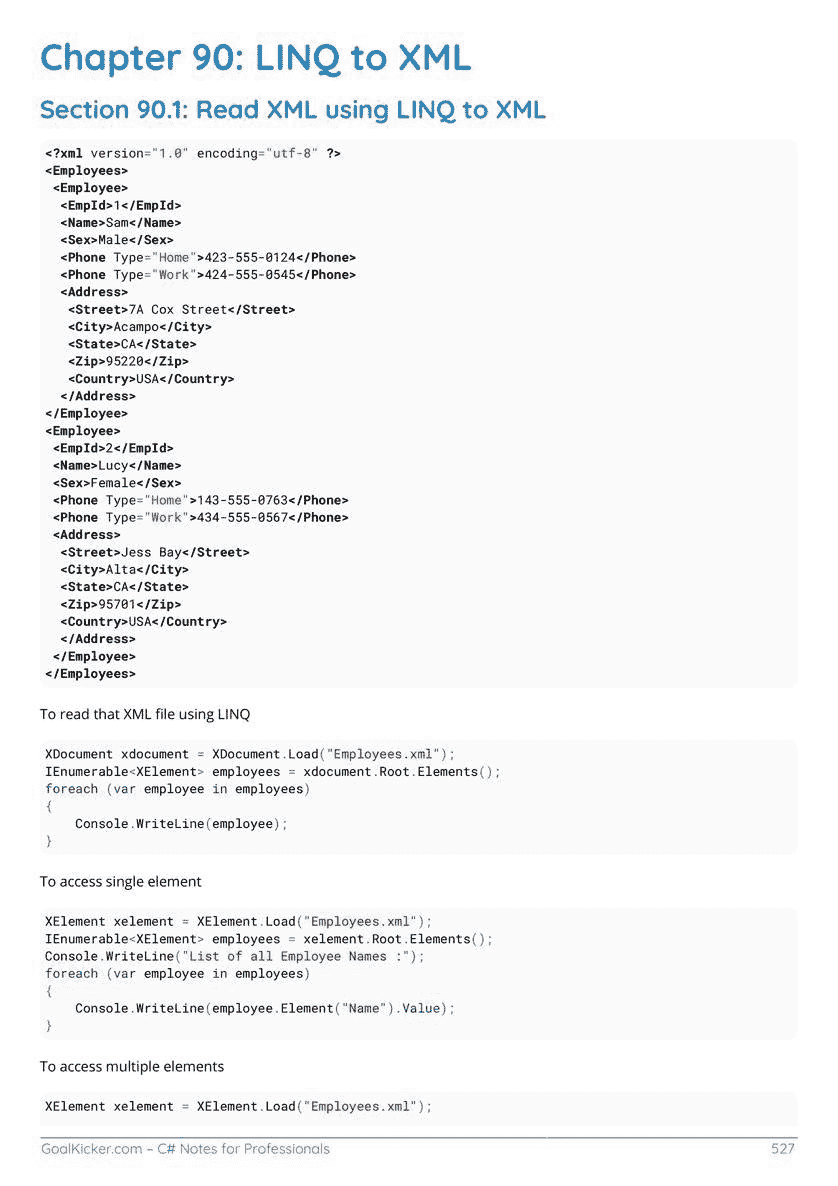 Chapter 90: LINQ to XML
Section 90.1: Read XML using LINQ to XML
<?xml version="1.0" encoding="utf-8" ?>
<Employees>
 <Employee>
  <EmpId>1</EmpId>
  <Name>Sam</Name>
  <Sex>Male</Sex>
  <Phone Type="Home">423-555-0124</Phone>
  <Phone Type="Work">424-555-0545</Phone>
  <Address>
   <Street>7A Cox Street</Street>
   <City>Acampo</City>
   <State>CA</State>
   <Zip>95220</Zip>
   <Country>USA</Country>
  </Address>
</Employee>
<Employee>
 <EmpId>2</EmpId>
 <Name>Lucy</Name>
 <Sex>Female</Sex>
 <Phone Type="Home">143-555-0763</Phone>
 <Phone Type="Work">434-555-0567</Phone>
 <Address>
  <Street>Jess Bay</Street>
  <City>Alta</City>
  <State>CA</State>
  <Zip>95701</Zip>
  <Country>USA</Country>
  </Address>
 </Employee>
</Employees>
To read that XML file using LINQ
XDocument xdocument = XDocument.Load("Employees.xml");
IEnumerable<XElement> employees = xdocument.Root.Elements();
foreach (var employee in employees)
{
    Console.WriteLine(employee);
}
To access single element
XElement xelement = XElement.Load("Employees.xml");
IEnumerable<XElement> employees = xelement.Root.Elements();
Console.WriteLine("List of all Employee Names :");
foreach (var employee in employees)
{
    Console.WriteLine(employee.Element("Name").Value);
}
To access multiple elements
XElement xelement = XElement.Load("Employees.xml");
GoalKicker.com – C# Notes for Professionals 527